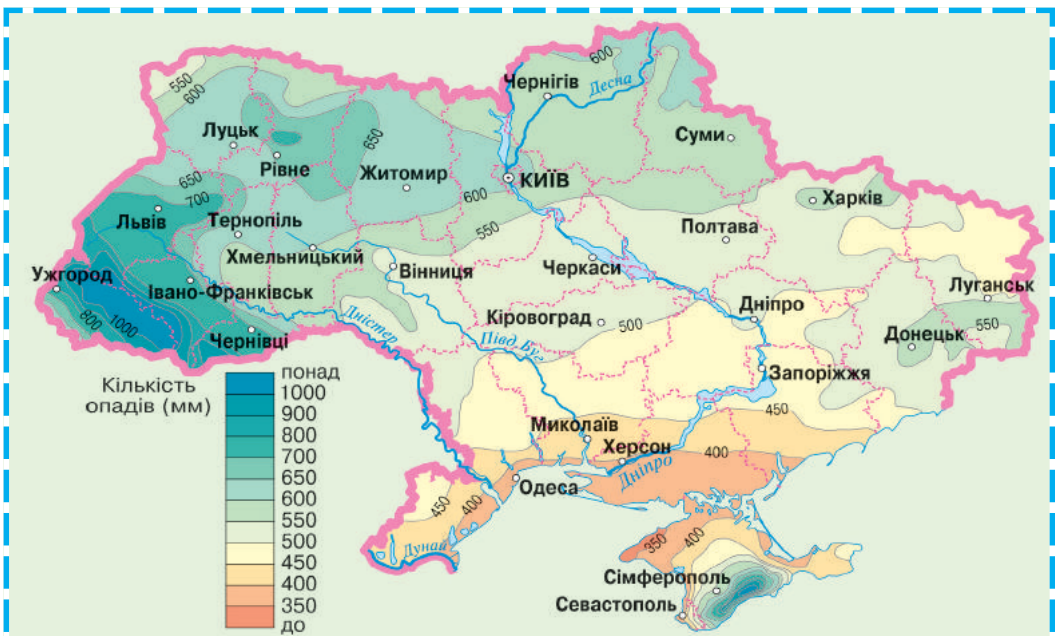 600
Чернігів
Десна
550
600
Луцьк
Рівне
650
Житомир
КИЇВ
Суми
650
700
Львів
Тернопіль
600
550
Харків
Полтава
Хмельницький
Вінниця
Черкаси
Ужгород
Івано-Франківськ
Луганськ
800
1000
Чернівці
Дністер
Кіровоград
500
Дніпро
Донецьк
550
Півд.Буг
Запоріжжя
Кількість
опадів (мм)
понад
1000
900
800
700
650
600
550
500
450
400
350
до
450
Миколаїв
Херсон
400
Дніпро
Одеса
450
400
Дунай
350
400
Сімферополь
Севастополь